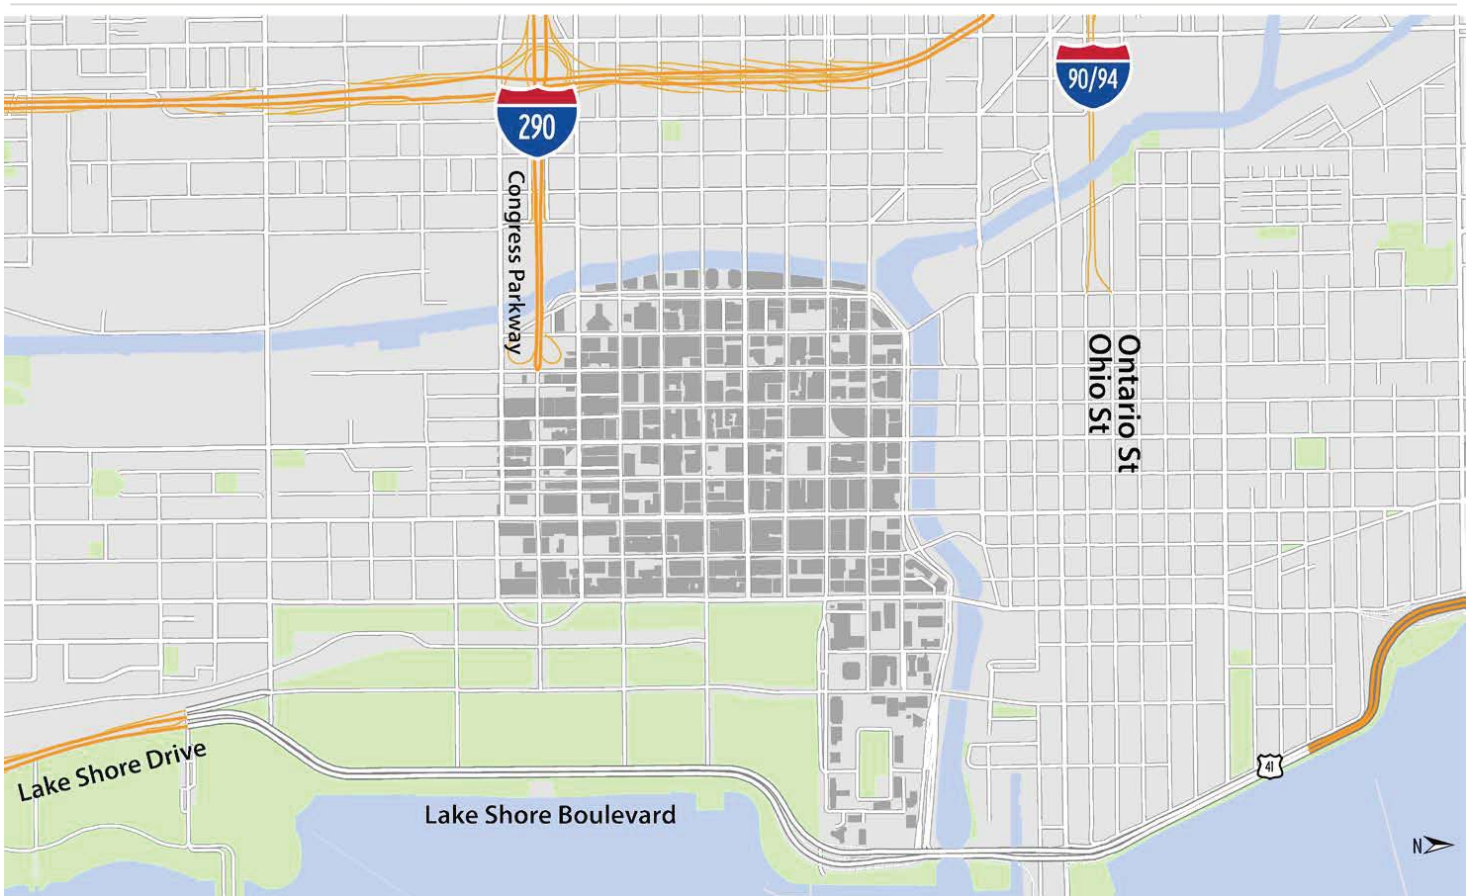 90/94
290
Congress Parkway
Ontario St
Ohio St
Lake Shore Drive
41
Lake Shore Boulevard
N